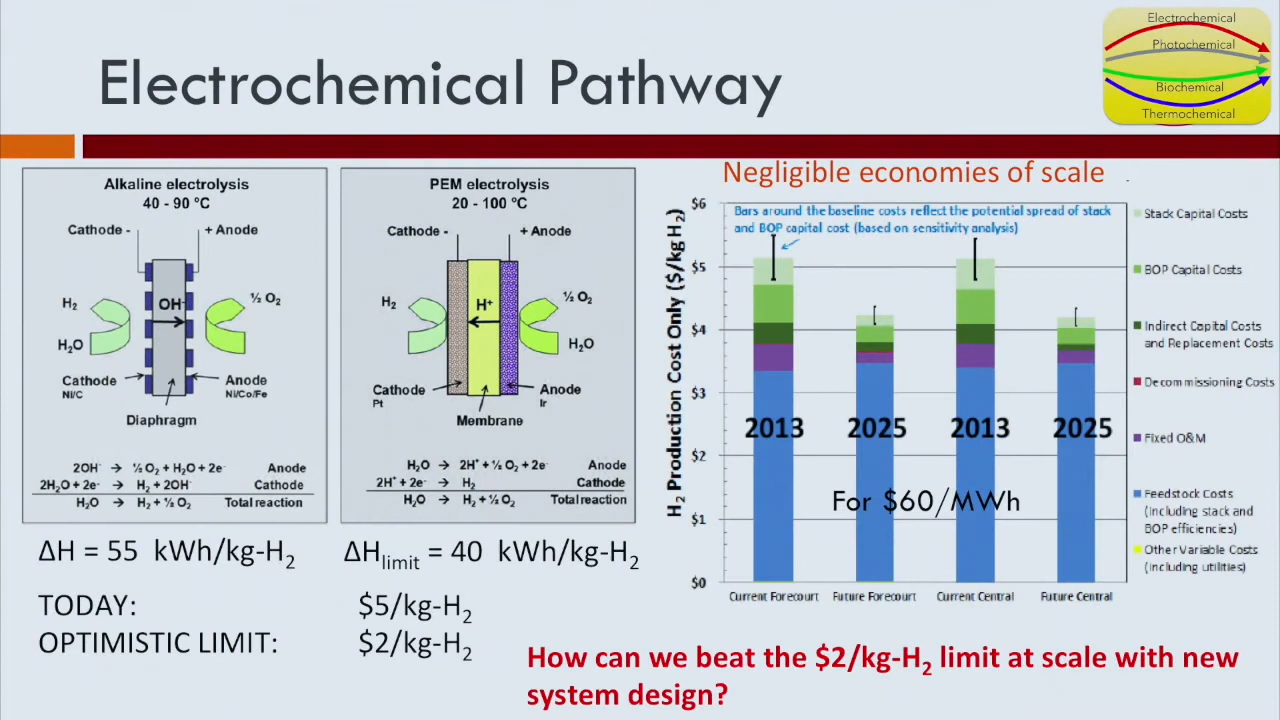 Electrochemical Pathway
Electrochemical
Photochemical
Biochemical
Thermochemical
Alkaline electrolysis
40 - 90 °C
Cathode -
+ Anode
H₂
OH⁻
½ O₂
H₂O
Cathode
Ni/C
Anode
Ni/Co/Fe
Diaphragm
2OH⁻ → ½ O₂ + H₂O + 2e⁻ Anode
2H₂O + 2e⁻ → H₂ + 2OH⁻ Cathode
H₂O → H₂ + ½ O₂ Total reaction
PEM electrolysis
20 - 100 °C
Cathode -
+ Anode
H₂
H⁺
½ O₂
H₂O
Cathode
Pt
Anode
Ir
Membrane
H₂O → 2H⁺ + ½ O₂ + 2e⁻ Anode
2H⁺ + 2e⁻ → H₂ Cathode
H₂O → H₂ + ½ O₂ Total reaction
ΔH = 55 kWh/kg-H₂
ΔHlimit = 40 kWh/kg-H₂
TODAY: $5/kg-H₂
OPTIMISTIC LIMIT: $2/kg-H₂
Negligible economies of scale
H₂ Production Cost Only ($/kg H₂)
$6
$5
$4
$3
$2
$1
$0
Bars around the baseline costs reflect the potential spread of stack
and BOP capital cost (based on sensitivity analysis)
2013
2025
2013
2025
For $60/MWh
Current Forecourt
Future Forecourt
Current Central
Future Central
Stack Capital Costs
BOP Capital Costs
Indirect Capital Costs
and Replacement Costs
Decommissioning Costs
Fixed O&M
Feedstock Costs
(including stack and
BOP efficiencies)
Other Variable Costs
(including utilities)
How can we beat the $2/kg-H₂ limit at scale with new
system design?